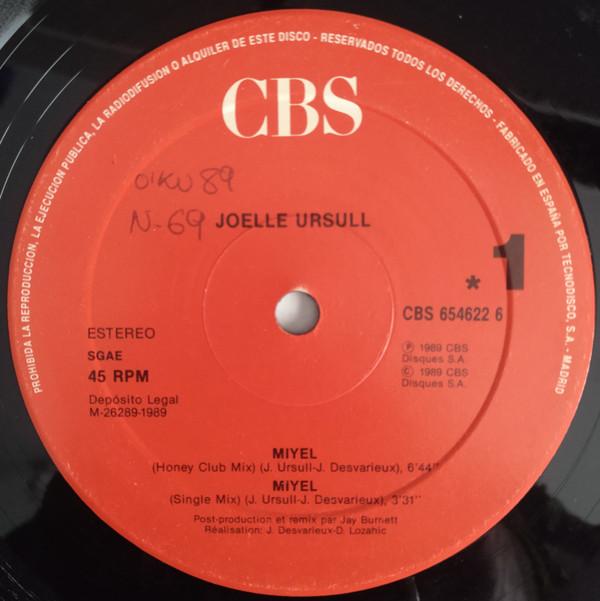 PROHIBIDA LA REPRODUCCION, LA EJECUCION PUBLICA, LA RADIODIFUSION O ALQUILER DE ESTE DISCO - RESERVADOS TODOS LOS DERECHOS - FABRICADO EN ESPAÑA POR TECNODISCO, S.A. - MADRID
CBS
OIKU 89
N-69
JOELLE URSULL
* 1
CBS 654622 6
ESTEREO
SGAE
45 RPM
Depósito Legal
M-26289-1989
℗ 1989 CBS
Disques S.A.
© 1989 CBS
Disques S.A.
MIYEL
(Honey Club Mix) (J. Ursull-J. Desvarieux), 6'44''
MiYEL
(Single Mix) (J. Ursull-J. Desvarieux), 3'31''
Post-production et remix par Jay Burnett
Réalisation: J. Desvarieux-D. Lozahic